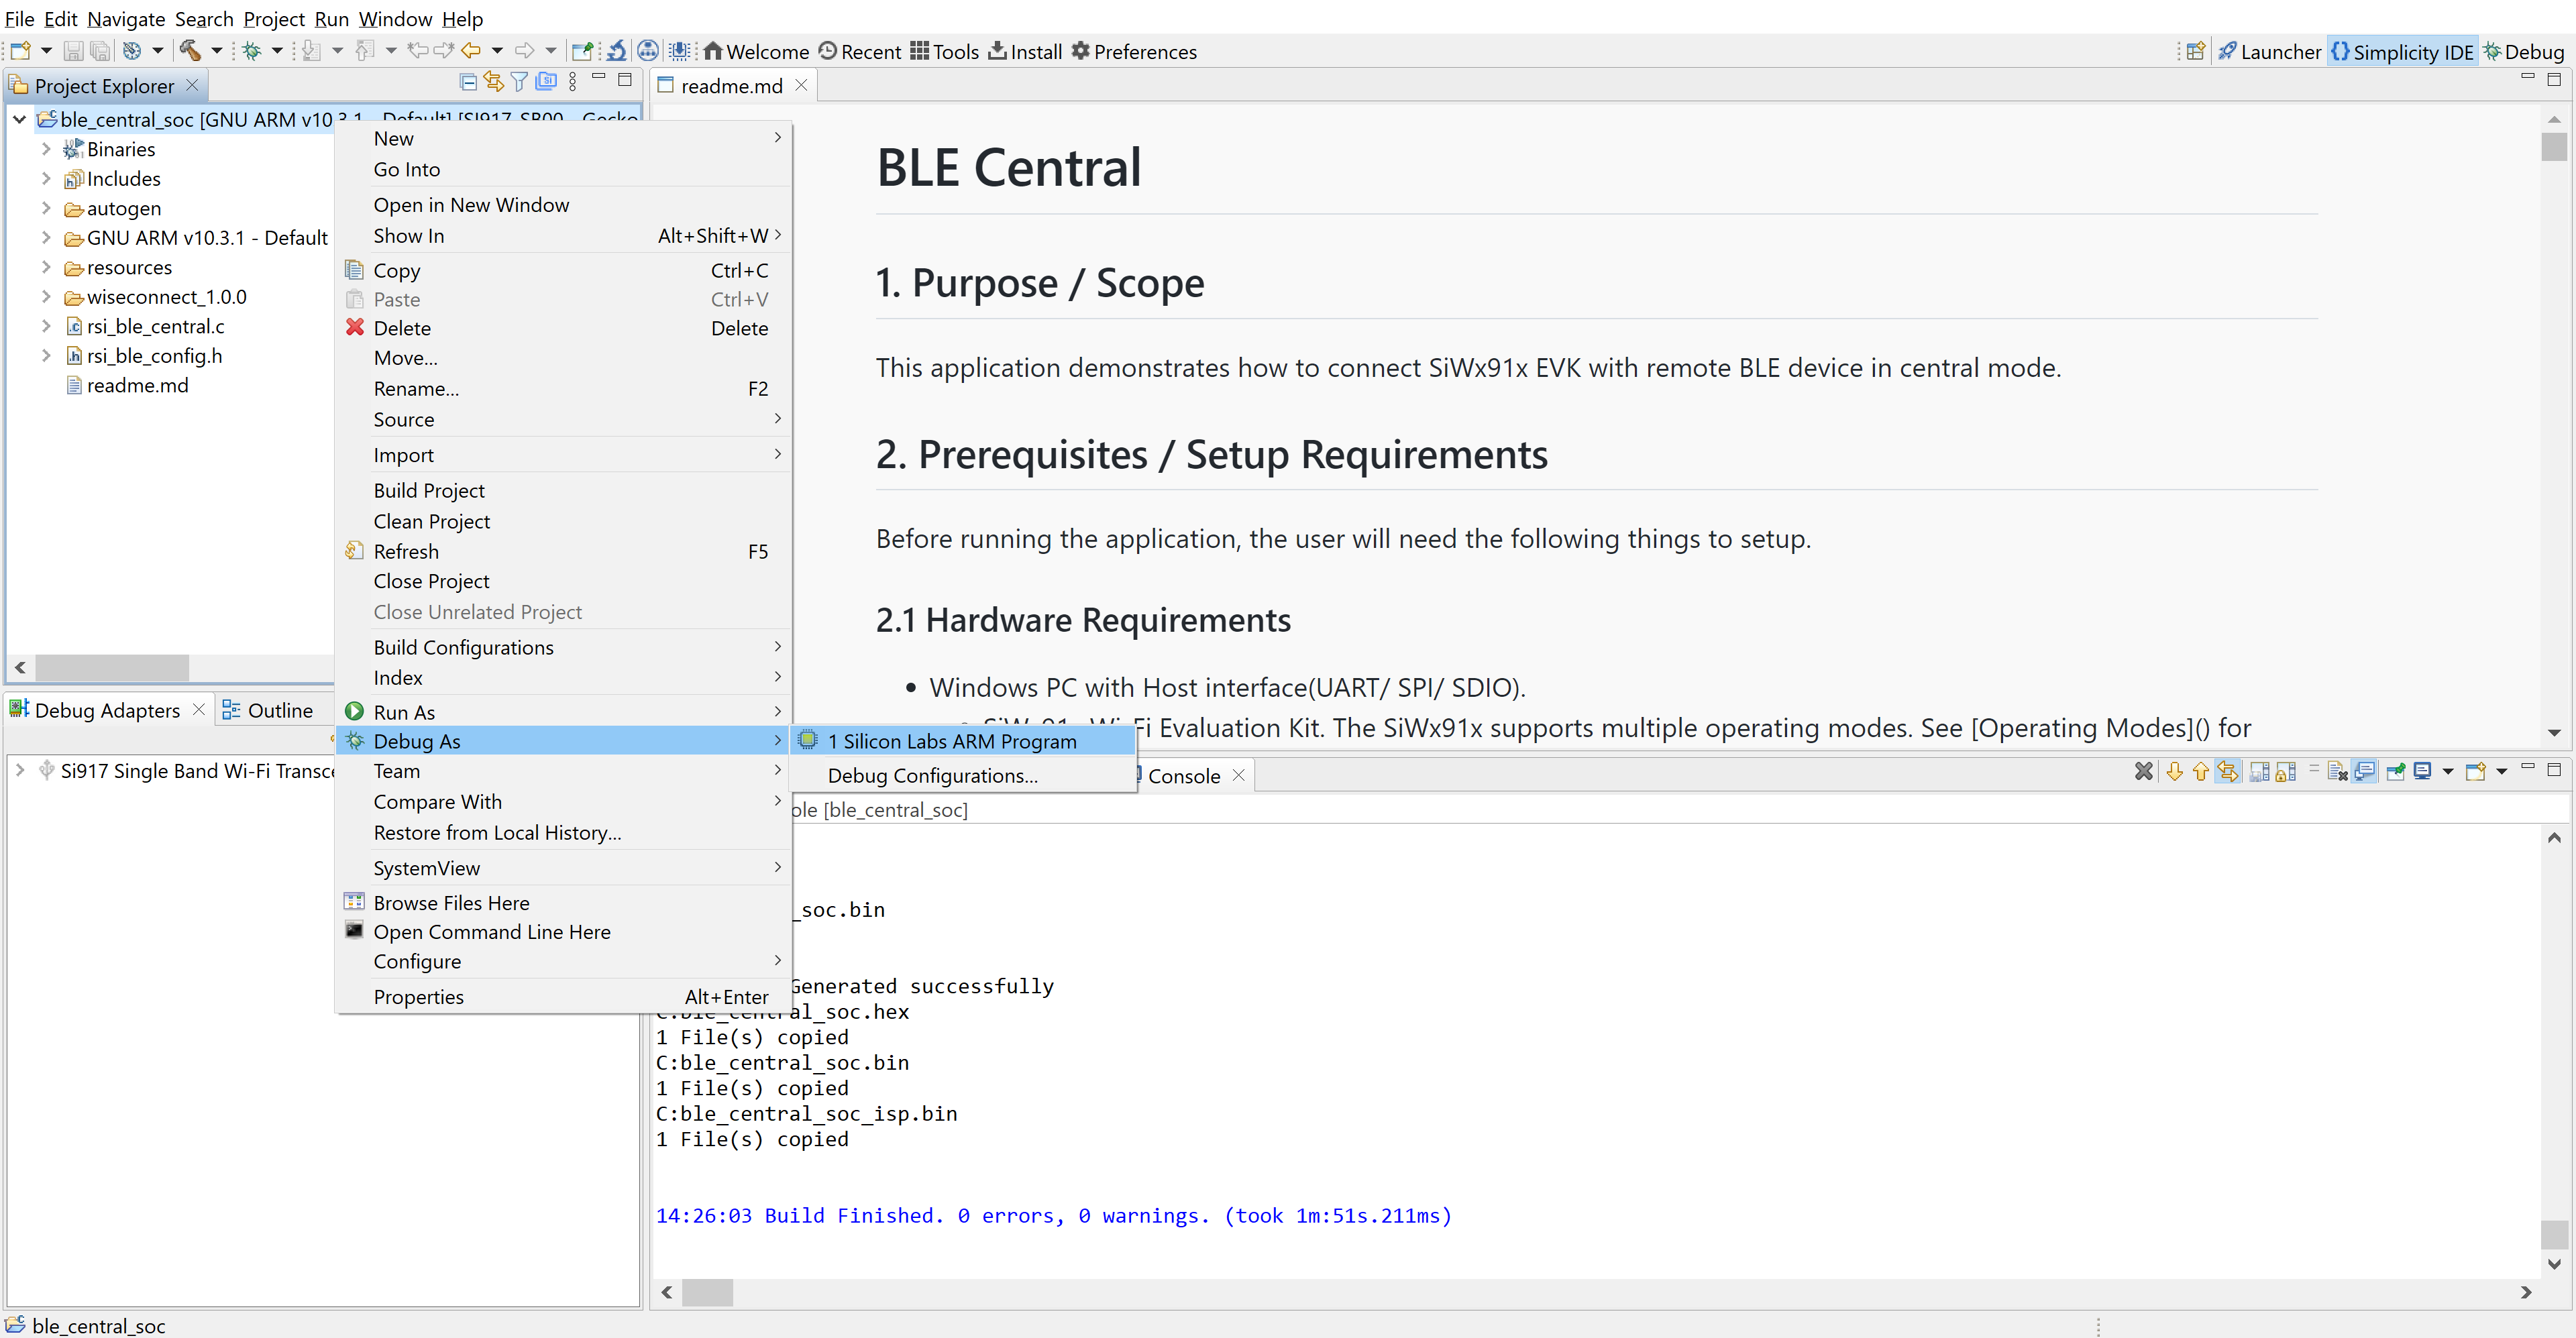 File Edit Navigate Search Project Run Window Help
Welcome Recent Tools Install Preferences
Launcher {} Simplicity IDE Debug
Project Explorer
readme.md
ble_central_soc [GNU ARM v10.3.1 - Default] [SI917-SB00 - Gecko
Binaries
Includes
autogen
GNU ARM v10.3.1 - Default
resources
wiseconnect_1.0.0
rsi_ble_central.c
rsi_ble_config.h
readme.md
New
Go Into
Open in New Window
Show In Alt+Shift+W
Copy Ctrl+C
Paste Ctrl+V
Delete Delete
Move...
Rename... F2
Source
Import
Build Project
Clean Project
Refresh F5
Close Project
Close Unrelated Project
Build Configurations
Index
Run As
Debug As
Team
Compare With
Restore from Local History...
SystemView
Browse Files Here
Open Command Line Here
Configure
Properties Alt+Enter
1 Silicon Labs ARM Program
Debug Configurations...
BLE Central
1. Purpose / Scope
This application demonstrates how to connect SiWx91x EVK with remote BLE device in central mode.
2. Prerequisites / Setup Requirements
Before running the application, the user will need the following things to setup.
2.1 Hardware Requirements
• Windows PC with Host interface(UART/ SPI/ SDIO).
SiWx91x Wi-Fi Evaluation Kit. The SiWx91x supports multiple operating modes. See [Operating Modes]() for
Debug Adapters
Outline
Si917 Single Band Wi-Fi Transce
Console
ole [ble_central_soc]
_soc.bin
Generated successfully
C:ble_central_soc.hex
1 File(s) copied
C:ble_central_soc.bin
1 File(s) copied
C:ble_central_soc_isp.bin
1 File(s) copied
14:26:03 Build Finished. 0 errors, 0 warnings. (took 1m:51s.211ms)
ble_central_soc